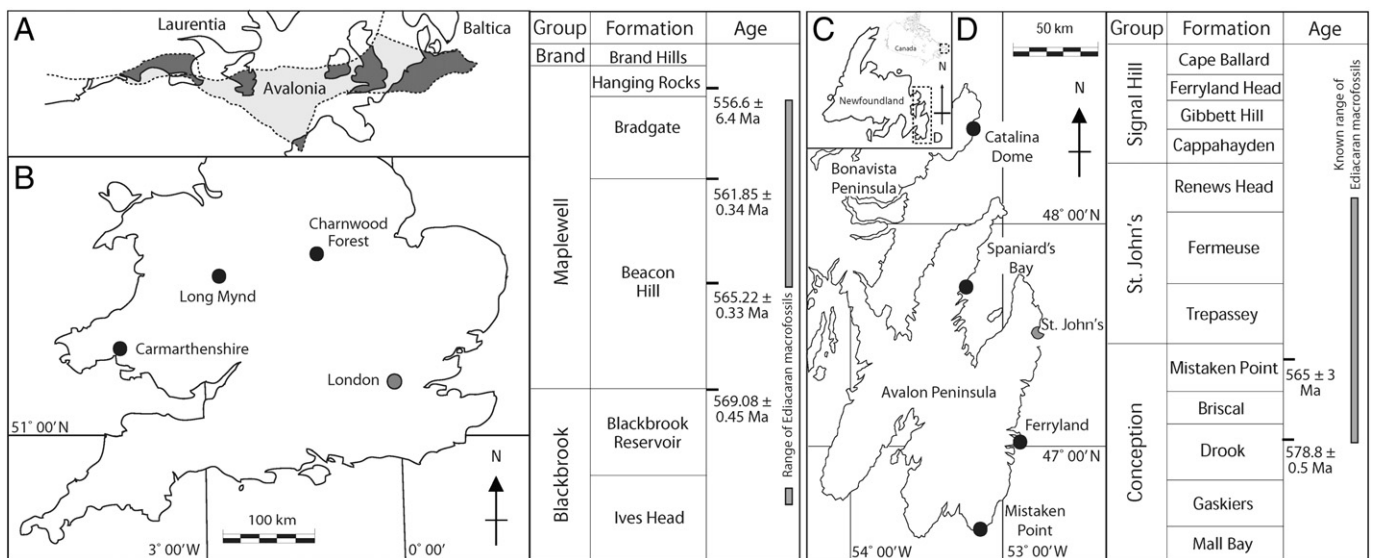 A
Laurentia
Baltica
Avalonia
B
Charnwood
Forest
Long Mynd
Carmarthenshire
London
51° 00'N
N
100 km
3° 00'W
0° 00'
Group
Formation
Age
Brand
Brand Hills
Hanging Rocks
556.6 ±
6.4 Ma
Bradgate
561.85 ±
0.34 Ma
Maplewell
Beacon
Hill
565.22 ±
0.33 Ma
569.08 ±
0.45 Ma
Blackbrook
Blackbrook
Reservoir
Ives Head
Range of Ediacaran macrofossils
C
Canada
N
Newfoundland
D
D
50 km
N
Catalina
Dome
Bonavista
Peninsula
48° 00'N
Spaniard's
Bay
St. John's
Avalon Peninsula
Ferryland
47° 00'N
Mistaken
Point
54° 00'W
53° 00'W
Group
Formation
Age
Signal Hill
Cape Ballard
Ferryland Head
Gibbett Hill
Cappahayden
St. John's
Renews Head
Fermeuse
Trepassey
Conception
Mistaken Point
565 ± 3
Ma
Briscal
Drook
578.8 ±
0.5 Ma
Gaskiers
Mall Bay
Known range of
Ediacaran macrofossils